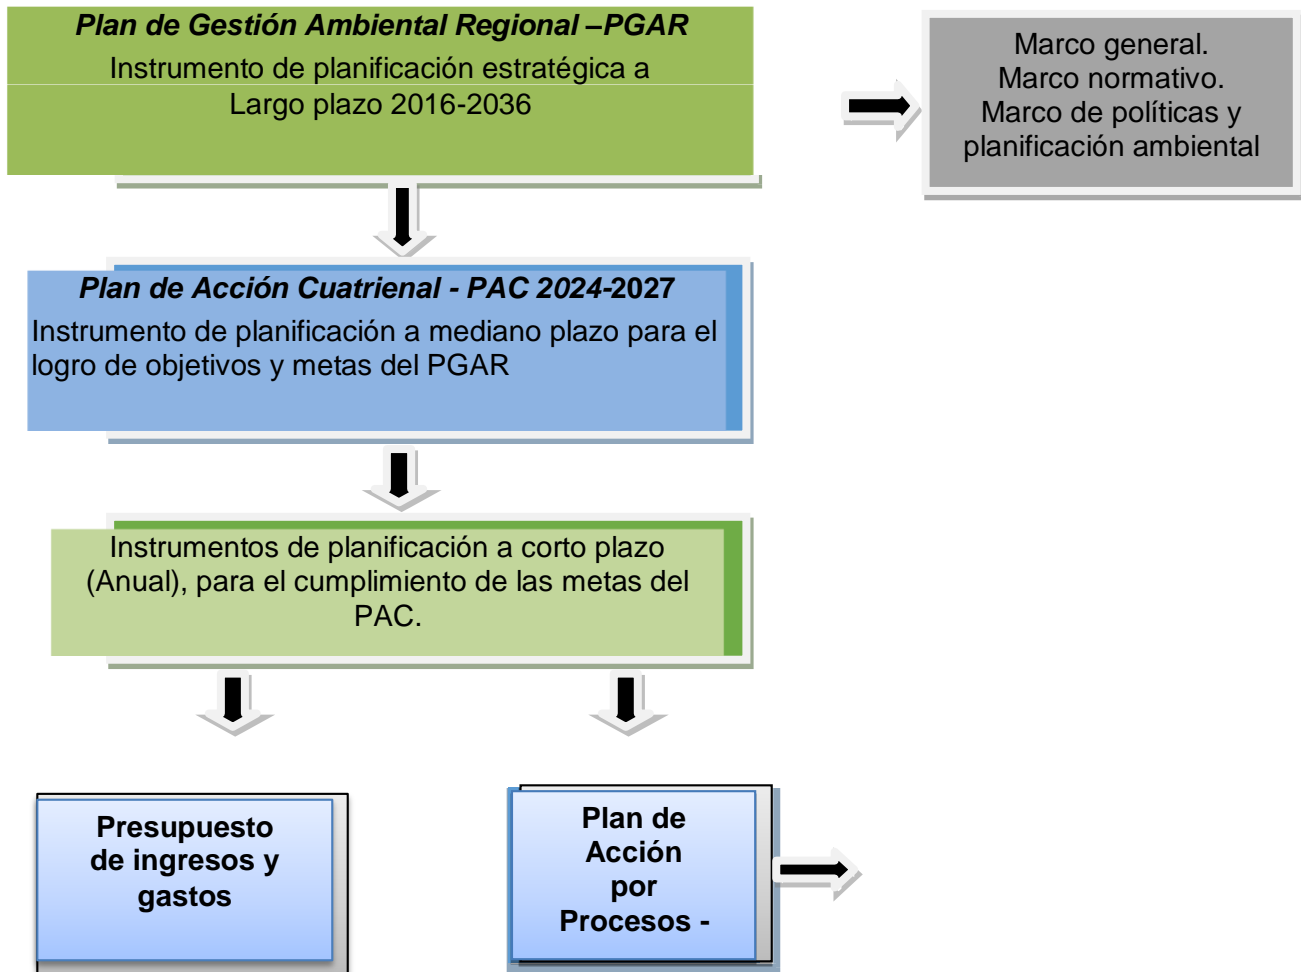 Plan de Gestión Ambiental Regional –PGAR
Instrumento de planificación estratégica a
Largo plazo 2016-2036
Marco general.
Marco normativo.
Marco de políticas y
planificación ambiental
Plan de Acción Cuatrienal - PAC 2024-2027
Instrumento de planificación a mediano plazo para el
logro de objetivos y metas del PGAR
Instrumentos de planificación a corto plazo
(Anual), para el cumplimiento de las metas del
PAC.
Presupuesto
de ingresos y
gastos
Plan de
Acción
por
Procesos -